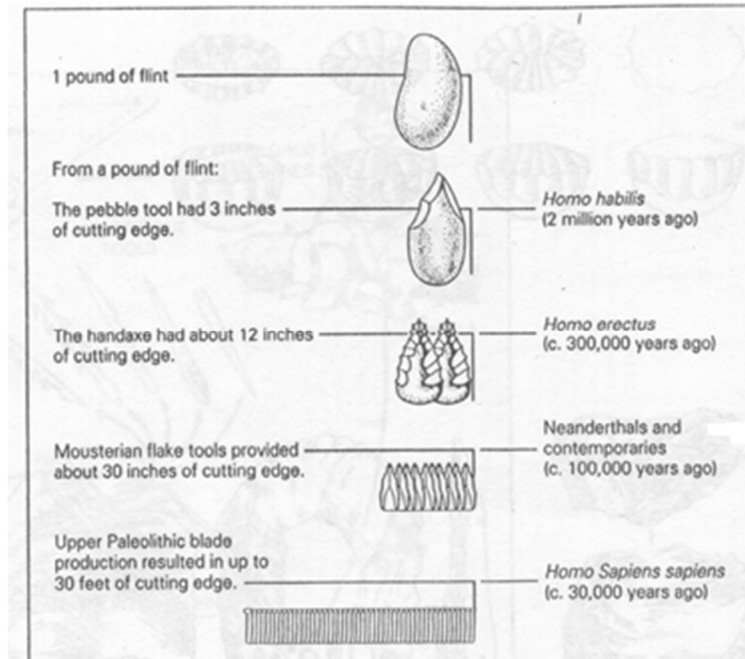 1 pound of flint
From a pound of flint:
The pebble tool had 3 inches
of cutting edge.
Homo habilis
(2 million years ago)
The handaxe had about 12 inches
of cutting edge.
Homo erectus
(c. 300,000 years ago)
Mousterian flake tools provided
about 30 inches of cutting edge.
Neanderthals and
contemporaries
(c. 100,000 years ago)
Upper Paleolithic blade
production resulted in up to
30 feet of cutting edge.
Homo Sapiens sapiens
(c. 30,000 years ago)